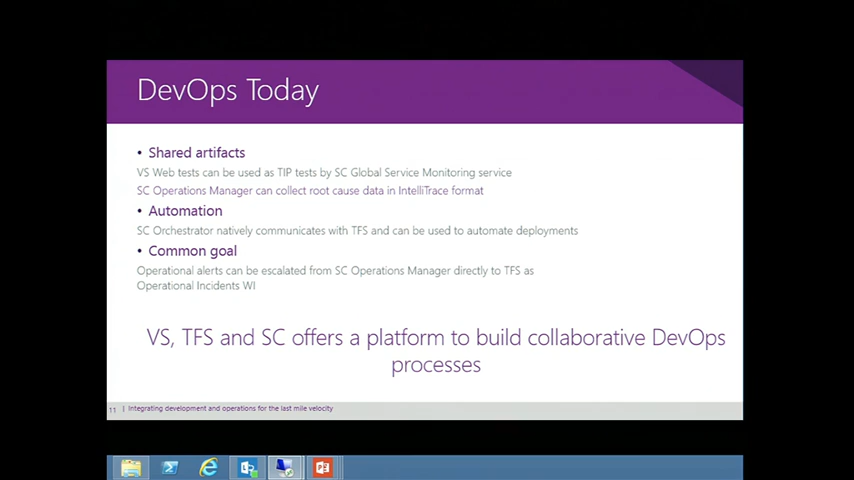 DevOps Today
• Shared artifacts
VS Web tests can be used as TIP tests by SC Global Service Monitoring service
SC Operations Manager can collect root cause data in IntelliTrace format
• Automation
SC Orchestrator natively communicates with TFS and can be used to automate deployments
• Common goal
Operational alerts can be escalated from SC Operations Manager directly to TFS as
Operational Incidents WI
VS, TFS and SC offers a platform to build collaborative DevOps
processes
11 | Integrating development and operations for the last mile velocity